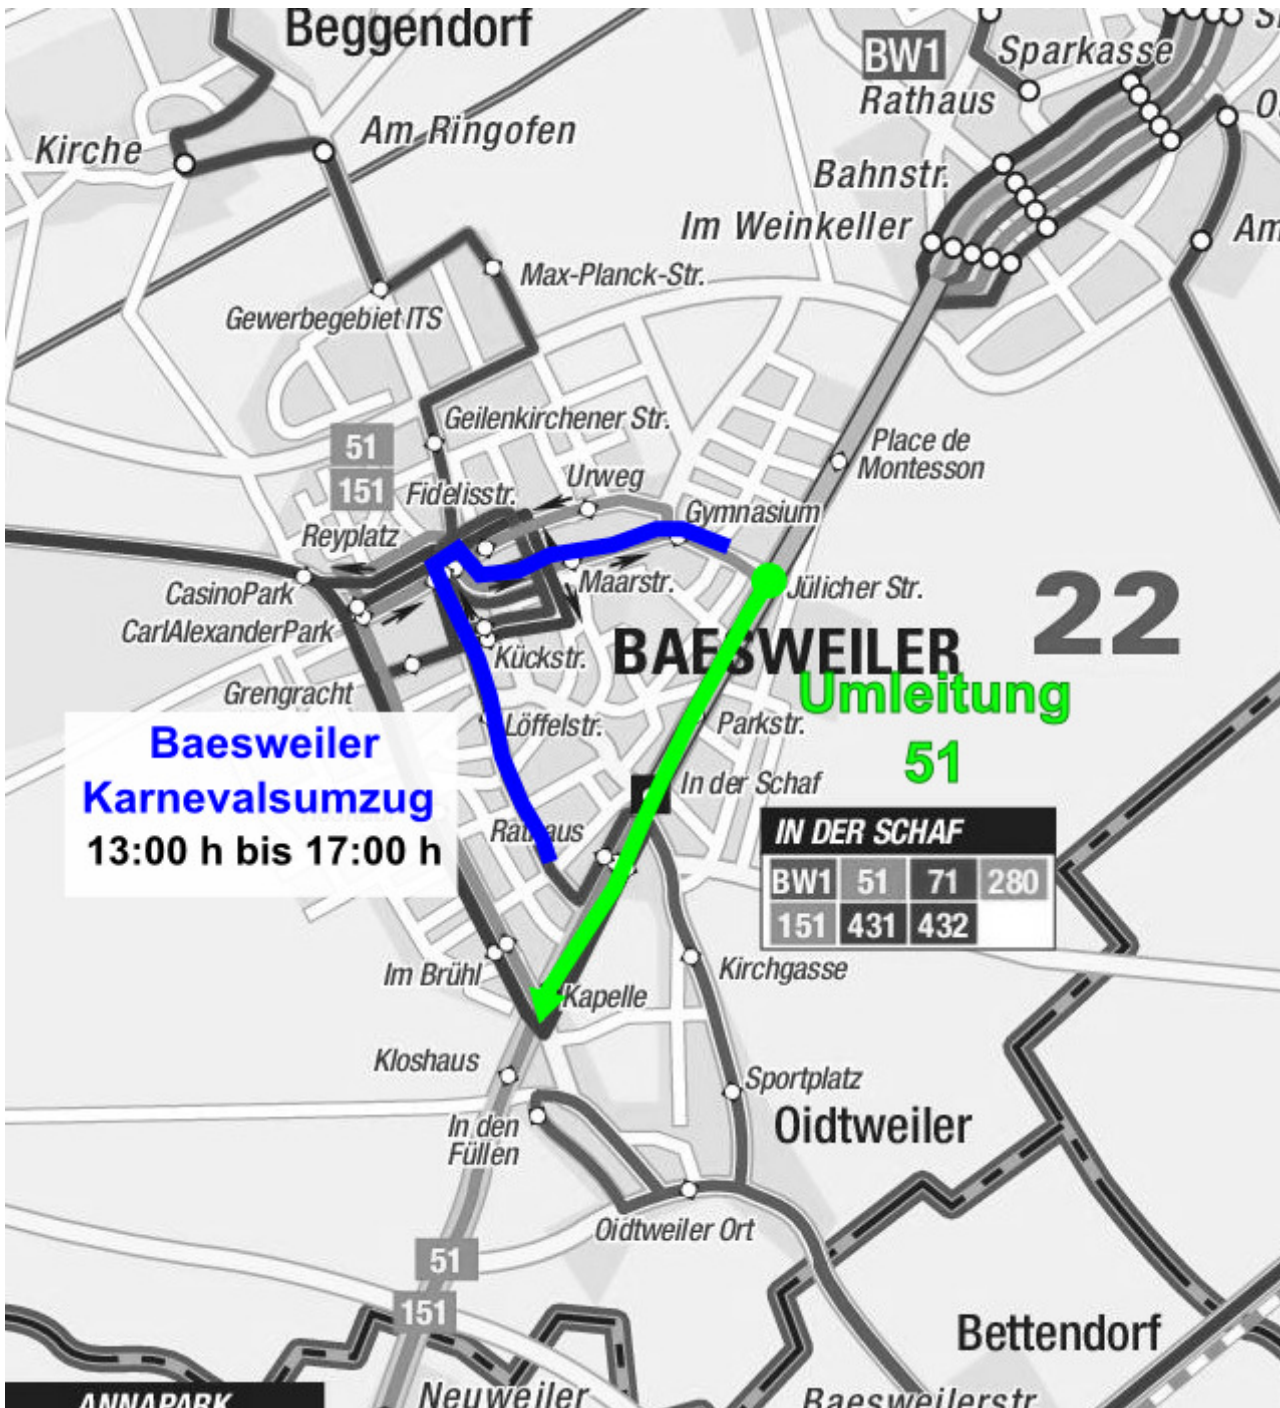 Beggendorf
BW1
Sparkasse
Rathaus
Am Ringofen
Kirche
Bahnstr.
Im Weinkeller
Am
Max-Planck-Str.
Gewerbegebiet ITS
Geilenkirchener Str.
51
151
Place de
Montesson
Urweg
Fidelisstr.
Gymnasium
Reyplatz
CasinoPark
Maarstr.
Jülicher Str.
22
CarlAlexanderPark
BAESWEILER
Kückstr.
Grengracht
Umleitung
51
Löffelstr.
Parkstr.
Baesweiler
Karnevalsumzug
13:00 h bis 17:00 h
In der Schaf
Rathaus
IN DER SCHAF
BW1 51 71 280
151 431 432
Im Brühl
Kirchgasse
Kapelle
Kloshaus
Sportplatz
In den
Füllen
Oidtweiler
Oidtweiler Ort
51
151
Bettendorf
ANNAPARK
Neuweiler
Baesweilerstr.